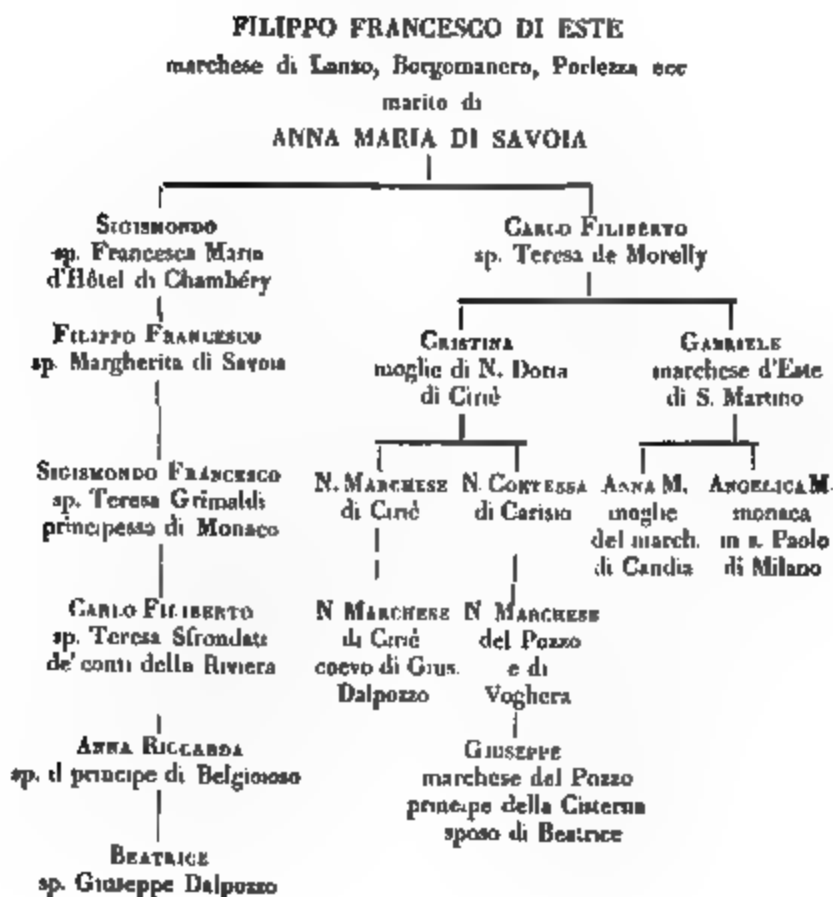 FILIPPO FRANCESCO DI ESTE
marchese di Lanzo, Borgomanero, Porlezza ecc
marito di
ANNA MARIA DI SAVOIA
SIGISMONDO
sp. Francesca Maria
d'Hôtel di Chambéry
CARLO FILIBERTO
sp. Teresa de Morelly
FILIPPO FRANCESCO
sp. Margherita di Savoia
CRISTINA
moglie di N. Doria
di Ciriè
GABRIELE
marchese d'Este
di S. Martino
SIGISMONDO FRANCESCO
sp. Teresa Grimaldi
principessa di Monaco
N. MARCHESE
di Ciriè
N. CONTESSA
di Carisio
ANNA M.
moglie
del march.
di Candia
ANGELICA M.
monaca
in s. Paolo
di Milano
CARLO FILIBERTO
sp. Teresa Sfrondati
de' conti della Riviera
N MARCHESE
di Ciriè
coevo di Gius.
Dalpozzo
N MARCHESE
del Pozzo
e di
Voghera
ANNA RICCARDA
sp. il principe di Belgioioso
GIUSEPPE
marchese del Pozzo
principe della Cisterna
sposo di Beatrice
BEATRICE
sp. Giuseppe Dalpozzo